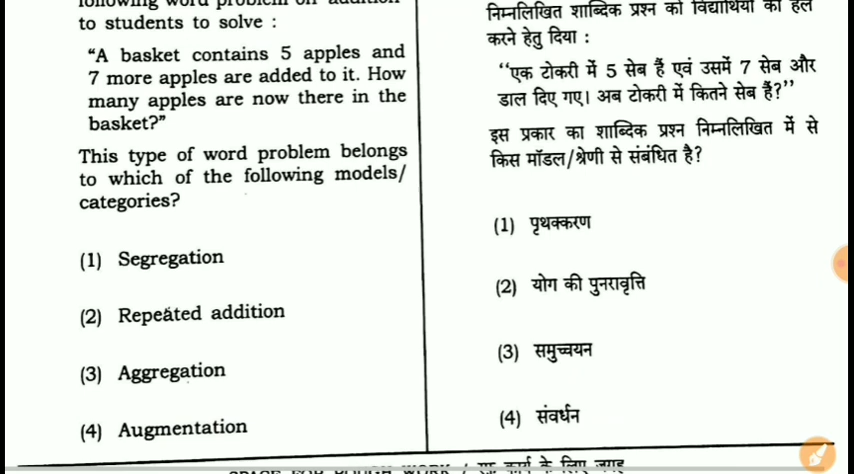 to students to solve :
“A basket contains 5 apples and
7 more apples are added to it. How
many apples are now there in the
basket?”
This type of word problem belongs
to which of the following models/
categories?
(1) Segregation
(2) Repeated addition
(3) Aggregation
(4) Augmentation
निम्नलिखित शाब्दिक प्रश्न को विद्यार्थियों को हल
करने हेतु दिया :
‘‘एक टोकरी में 5 सेब हैं एवं उसमें 7 सेब और
डाल दिए गए। अब टोकरी में कितने सेब हैं?’’
इस प्रकार का शाब्दिक प्रश्न निम्नलिखित में से
किस मॉडल/श्रेणी से संबंधित है?
(1) पृथक्करण
(2) योग की पुनरावृत्ति
(3) समुच्चयन
(4) संवर्धन